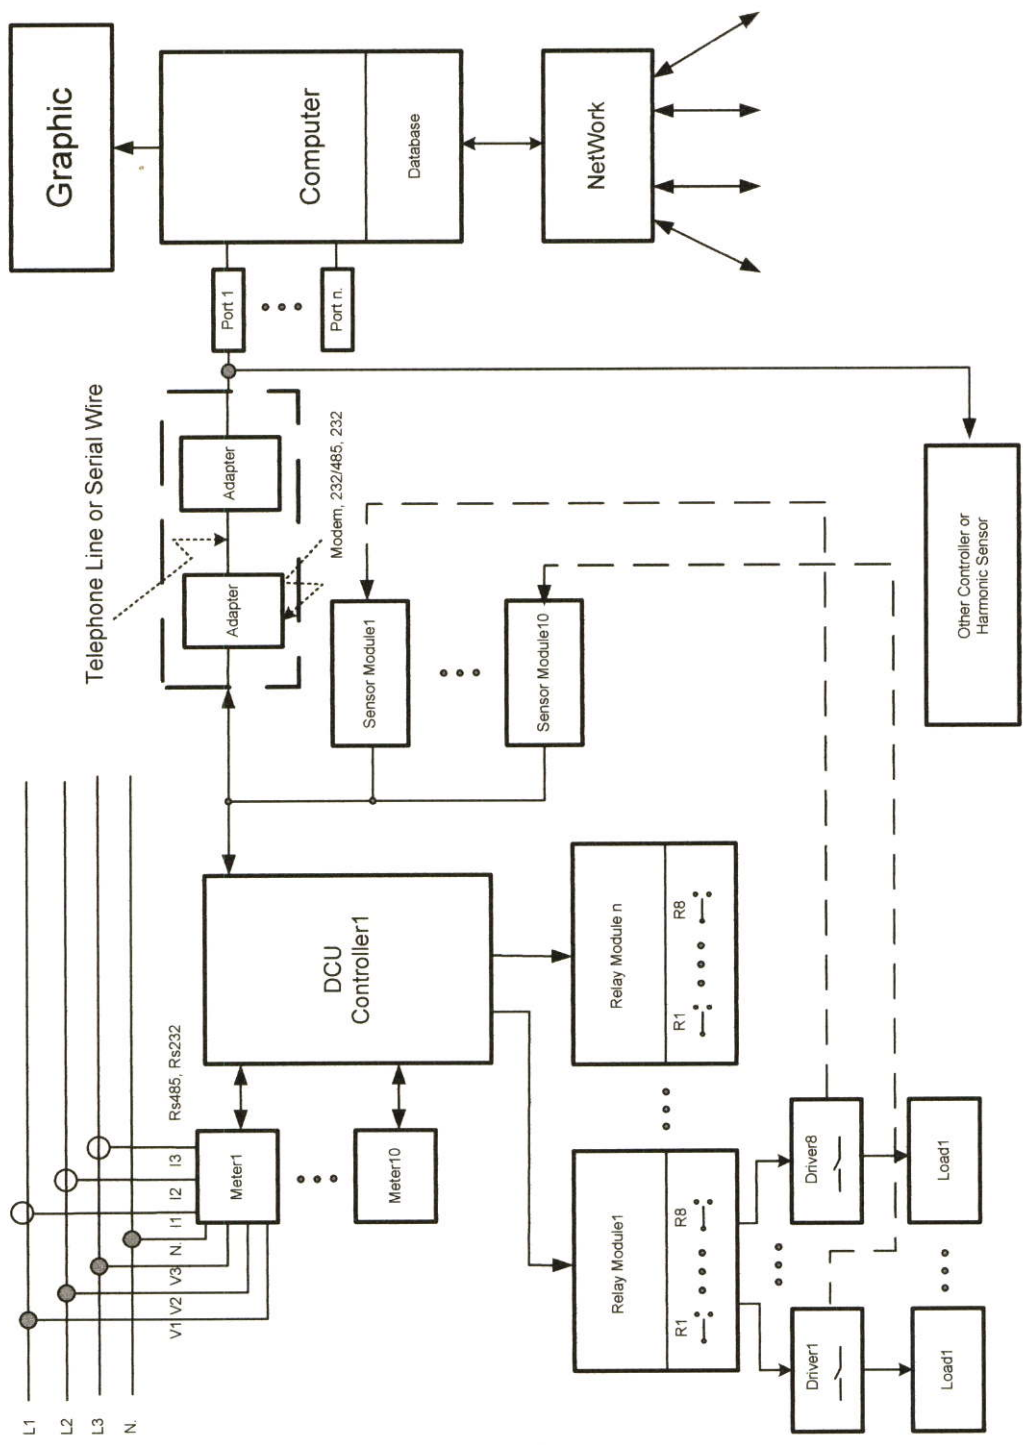 L1
L2
L3
N.
V1
V2
V3
N.
I1
I2
I3
Rs485, Rs232
Meter1
Meter10
DCU
Controller1
Telephone Line or Serial Wire
Adapter
Adapter
Modem, 232/485, 232
Sensor Module1
Sensor Module10
Port 1
Port n.
Graphic
Computer
Database
NetWork
Relay Module1
R1
R8
Relay Module n
R1
R8
Driver1
Driver8
Load1
Load1
Other Controller or
Harmonic Sensor